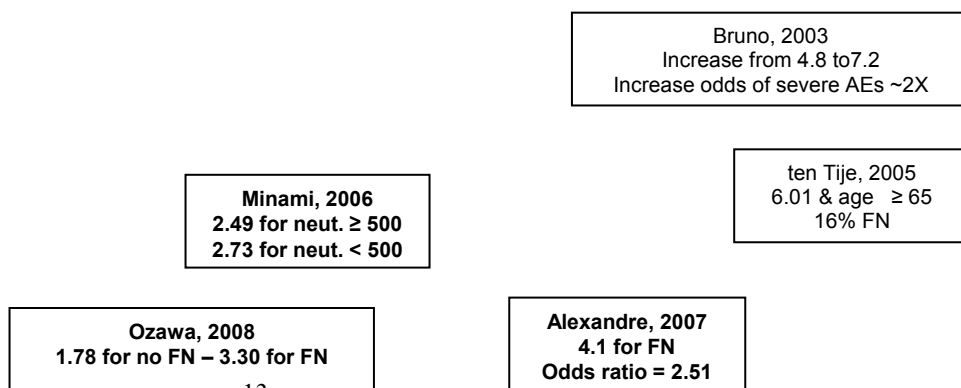 Bruno, 2003
Increase from 4.8 to7.2
Increase odds of severe AEs ~2X
ten Tije, 2005
6.01 & age ≥ 65
16% FN
Minami, 2006
2.49 for neut. ≥ 500
2.73 for neut. < 500
Ozawa, 2008
1.78 for no FN – 3.30 for FN
Alexandre, 2007
4.1 for FN
Odds ratio = 2.51